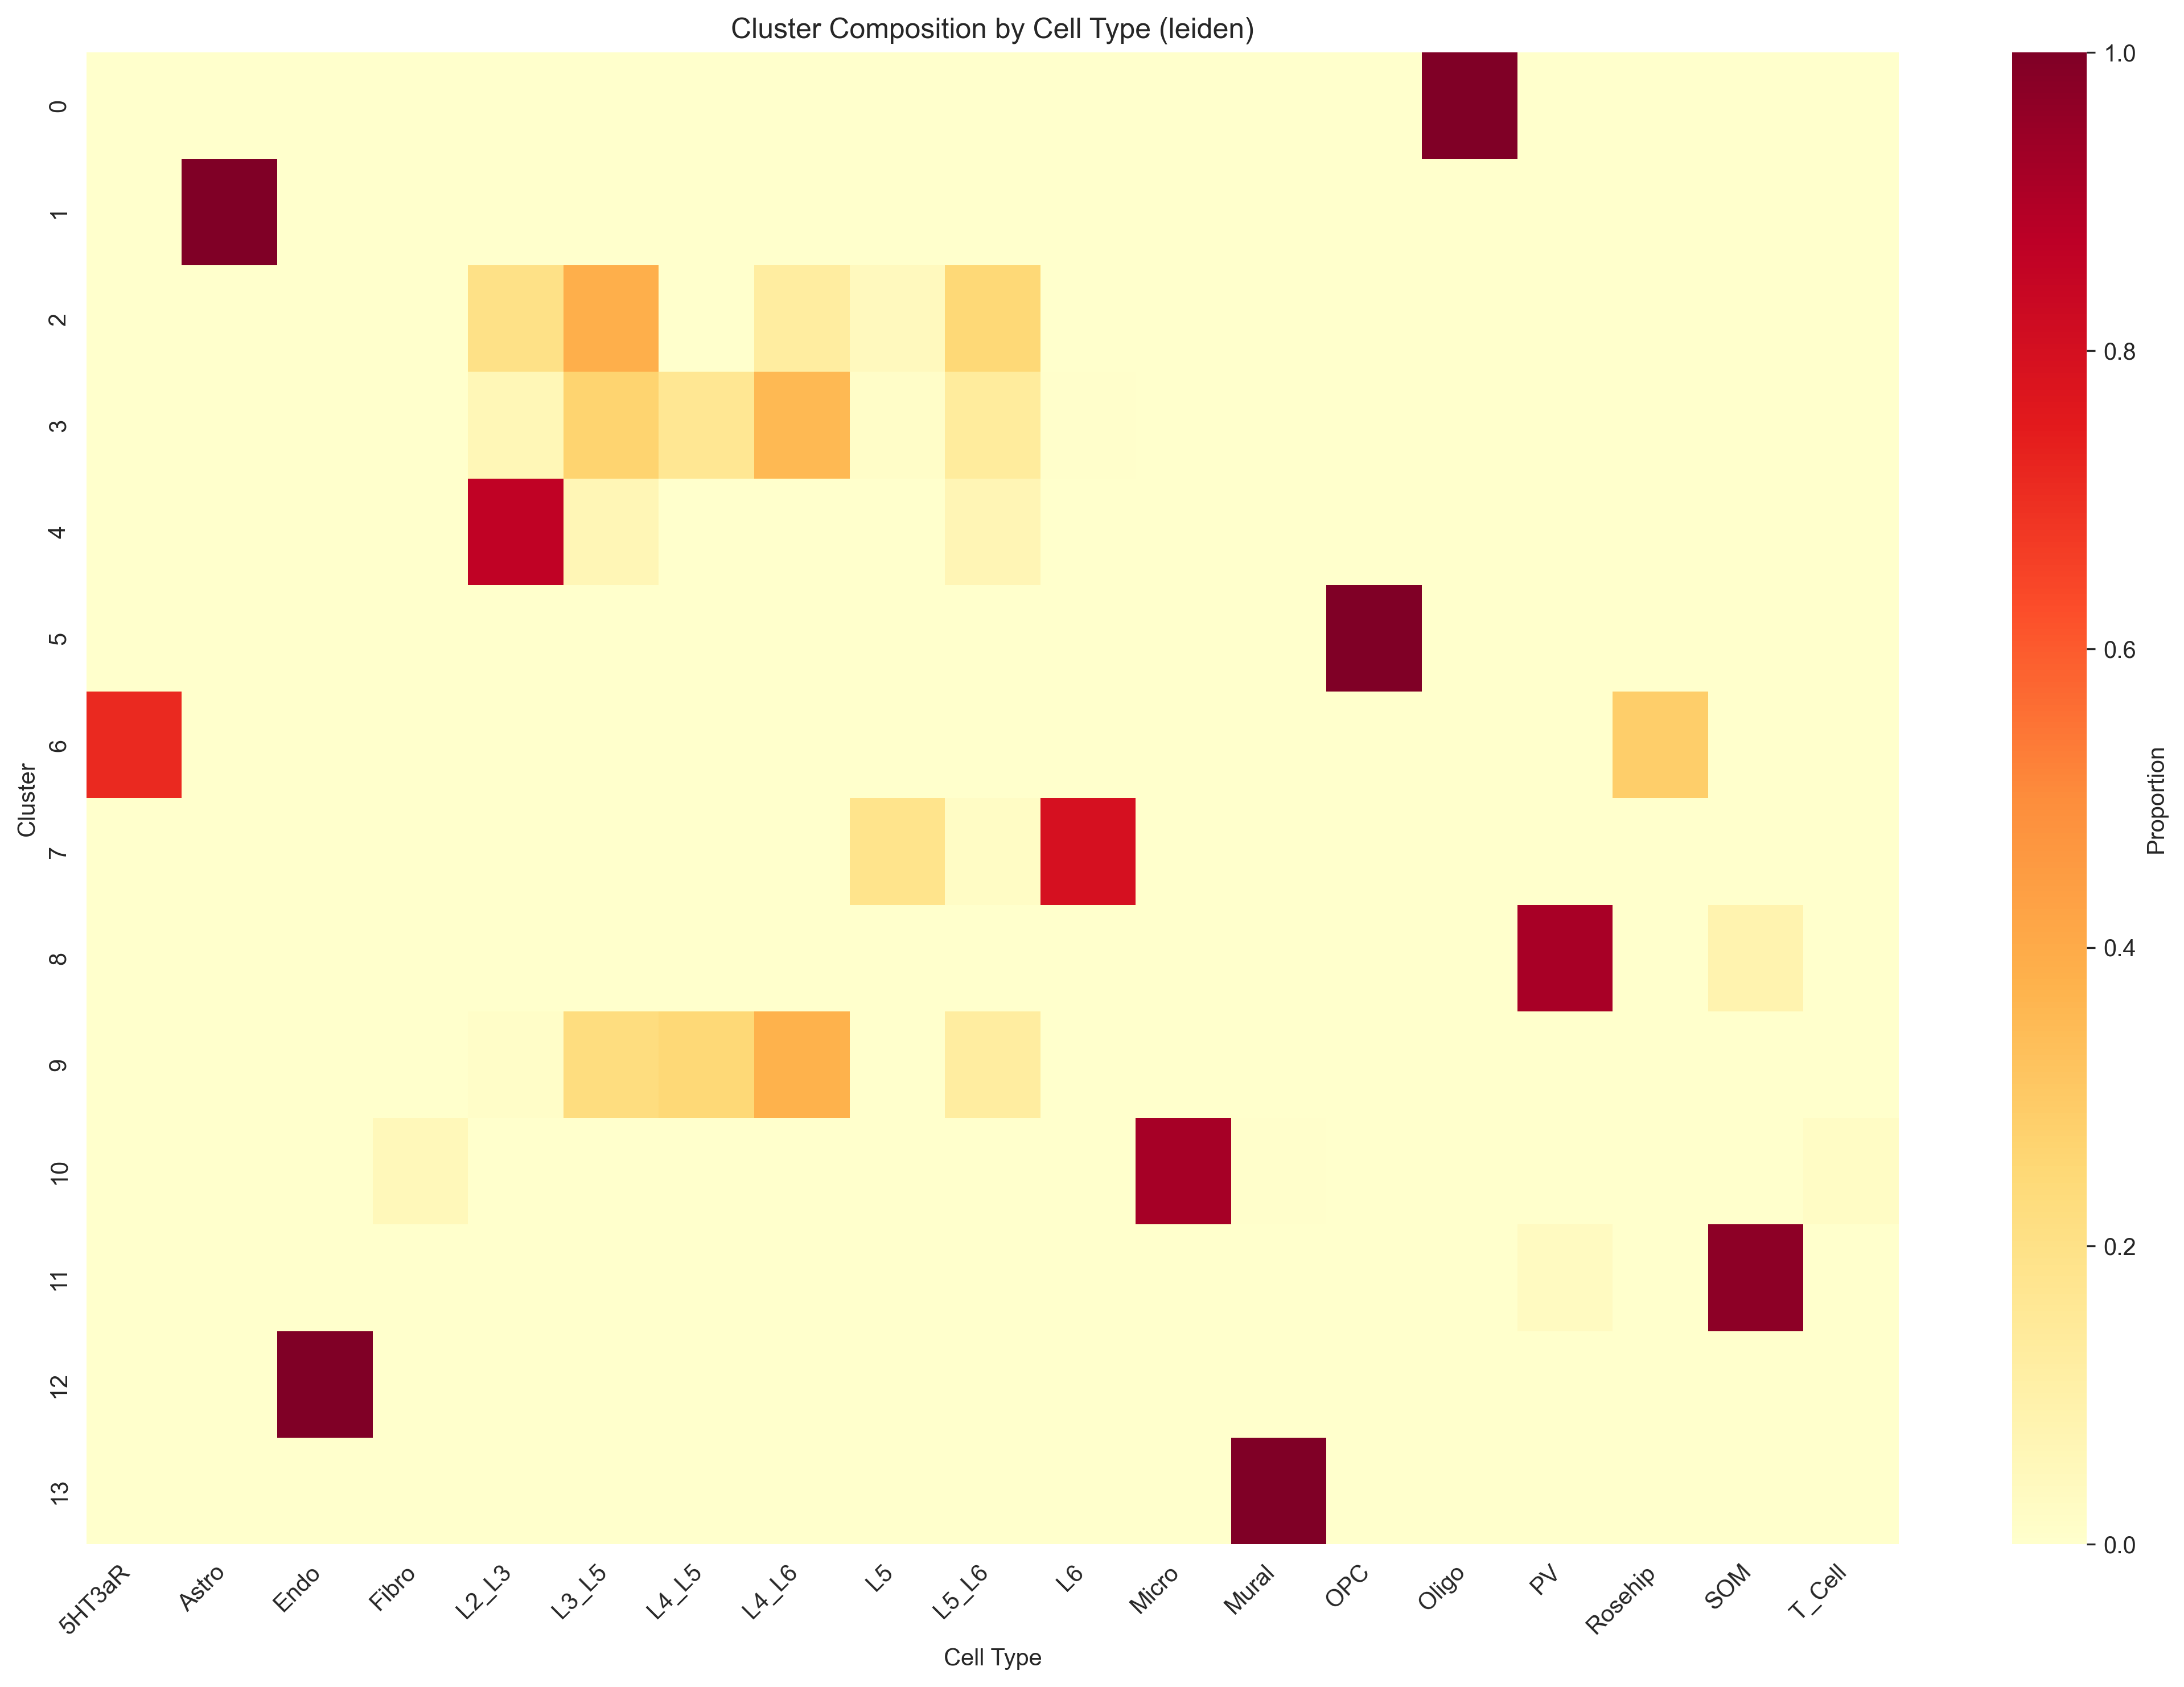 Cluster Composition by Cell Type (leiden)
Cluster
0
1
2
3
4
5
6
7
8
9
10
11
12
13
5HT3aR
Astro
Endo
Fibro
L2_L3
L3_L5
L4_L5
L4_L6
L5
L5_L6
L6
Micro
Mural
OPC
Oligo
PV
Rosehip
SOM
T_Cell
Cell Type
1.0
0.8
0.6
0.4
0.2
0.0
Proportion